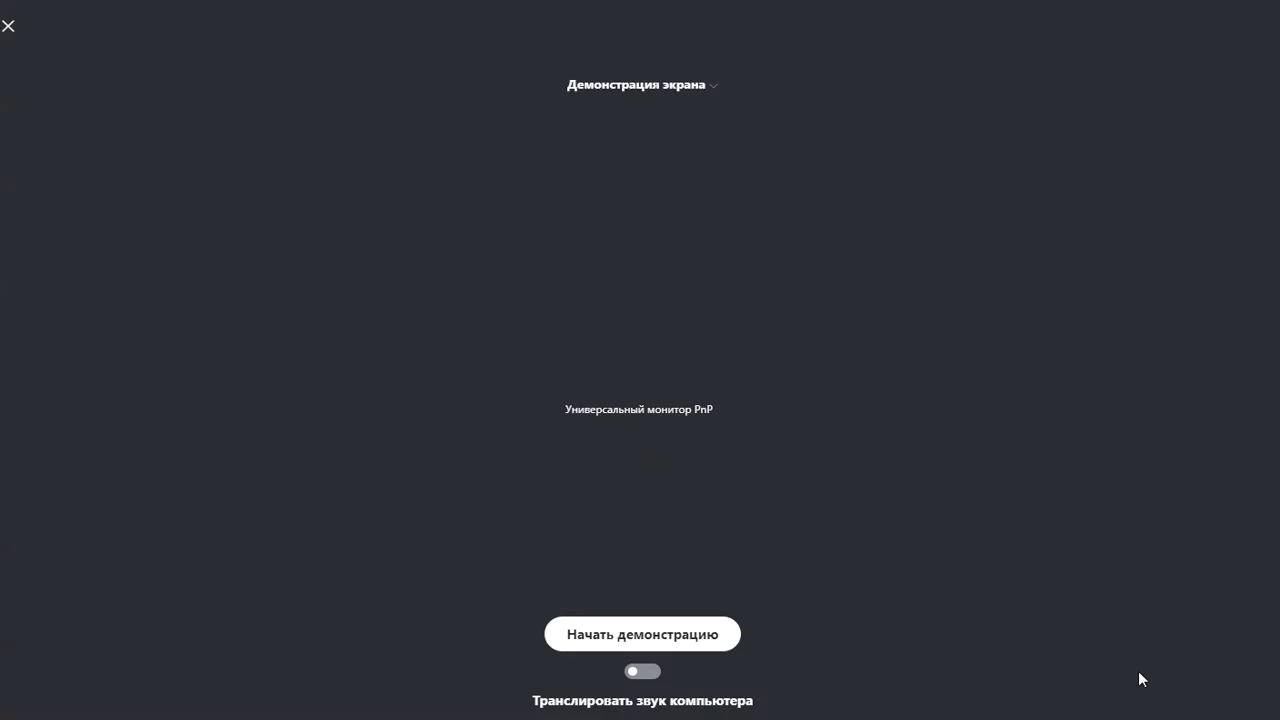 Демонстрация экрана
Универсальный монитор PnP
Начать демонстрацию
Транслировать звук компьютера